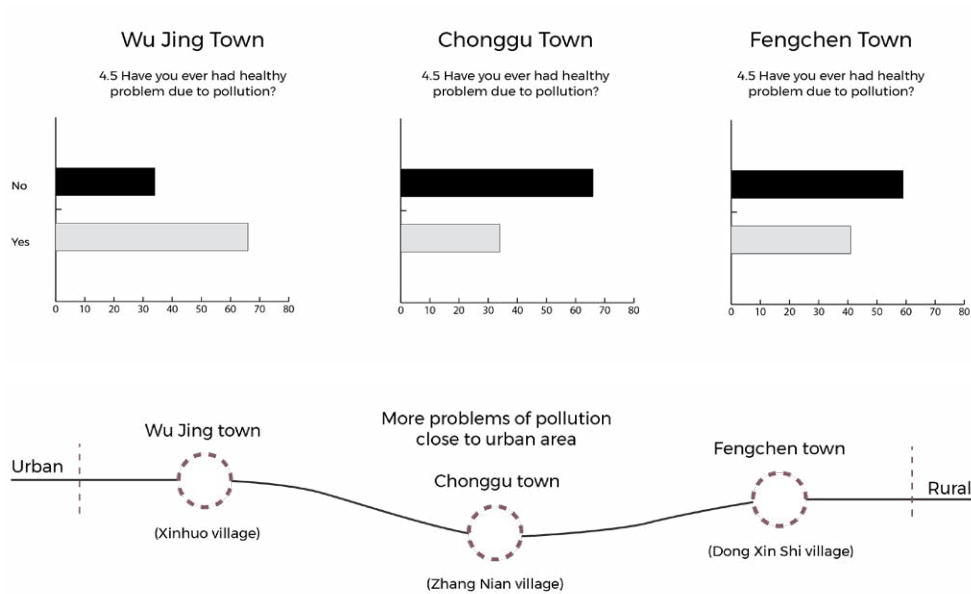 Wu Jing Town
4.5 Have you ever had healthy
problem due to pollution?
No
Yes
0 10 20 30 40 50 60 70 80
Chonggu Town
4.5 Have you ever had healthy
problem due to pollution?
0 10 20 30 40 50 60 70 80
Fengchen Town
4.5 Have you ever had healthy
problem due to pollution?
0 10 20 30 40 50 60 70 80
Urban
Wu Jing town
(Xinhuo village)
More problems of pollution
close to urban area
Chonggu town
(Zhang Nian village)
Fengchen town
(Dong Xin Shi village)
Rural